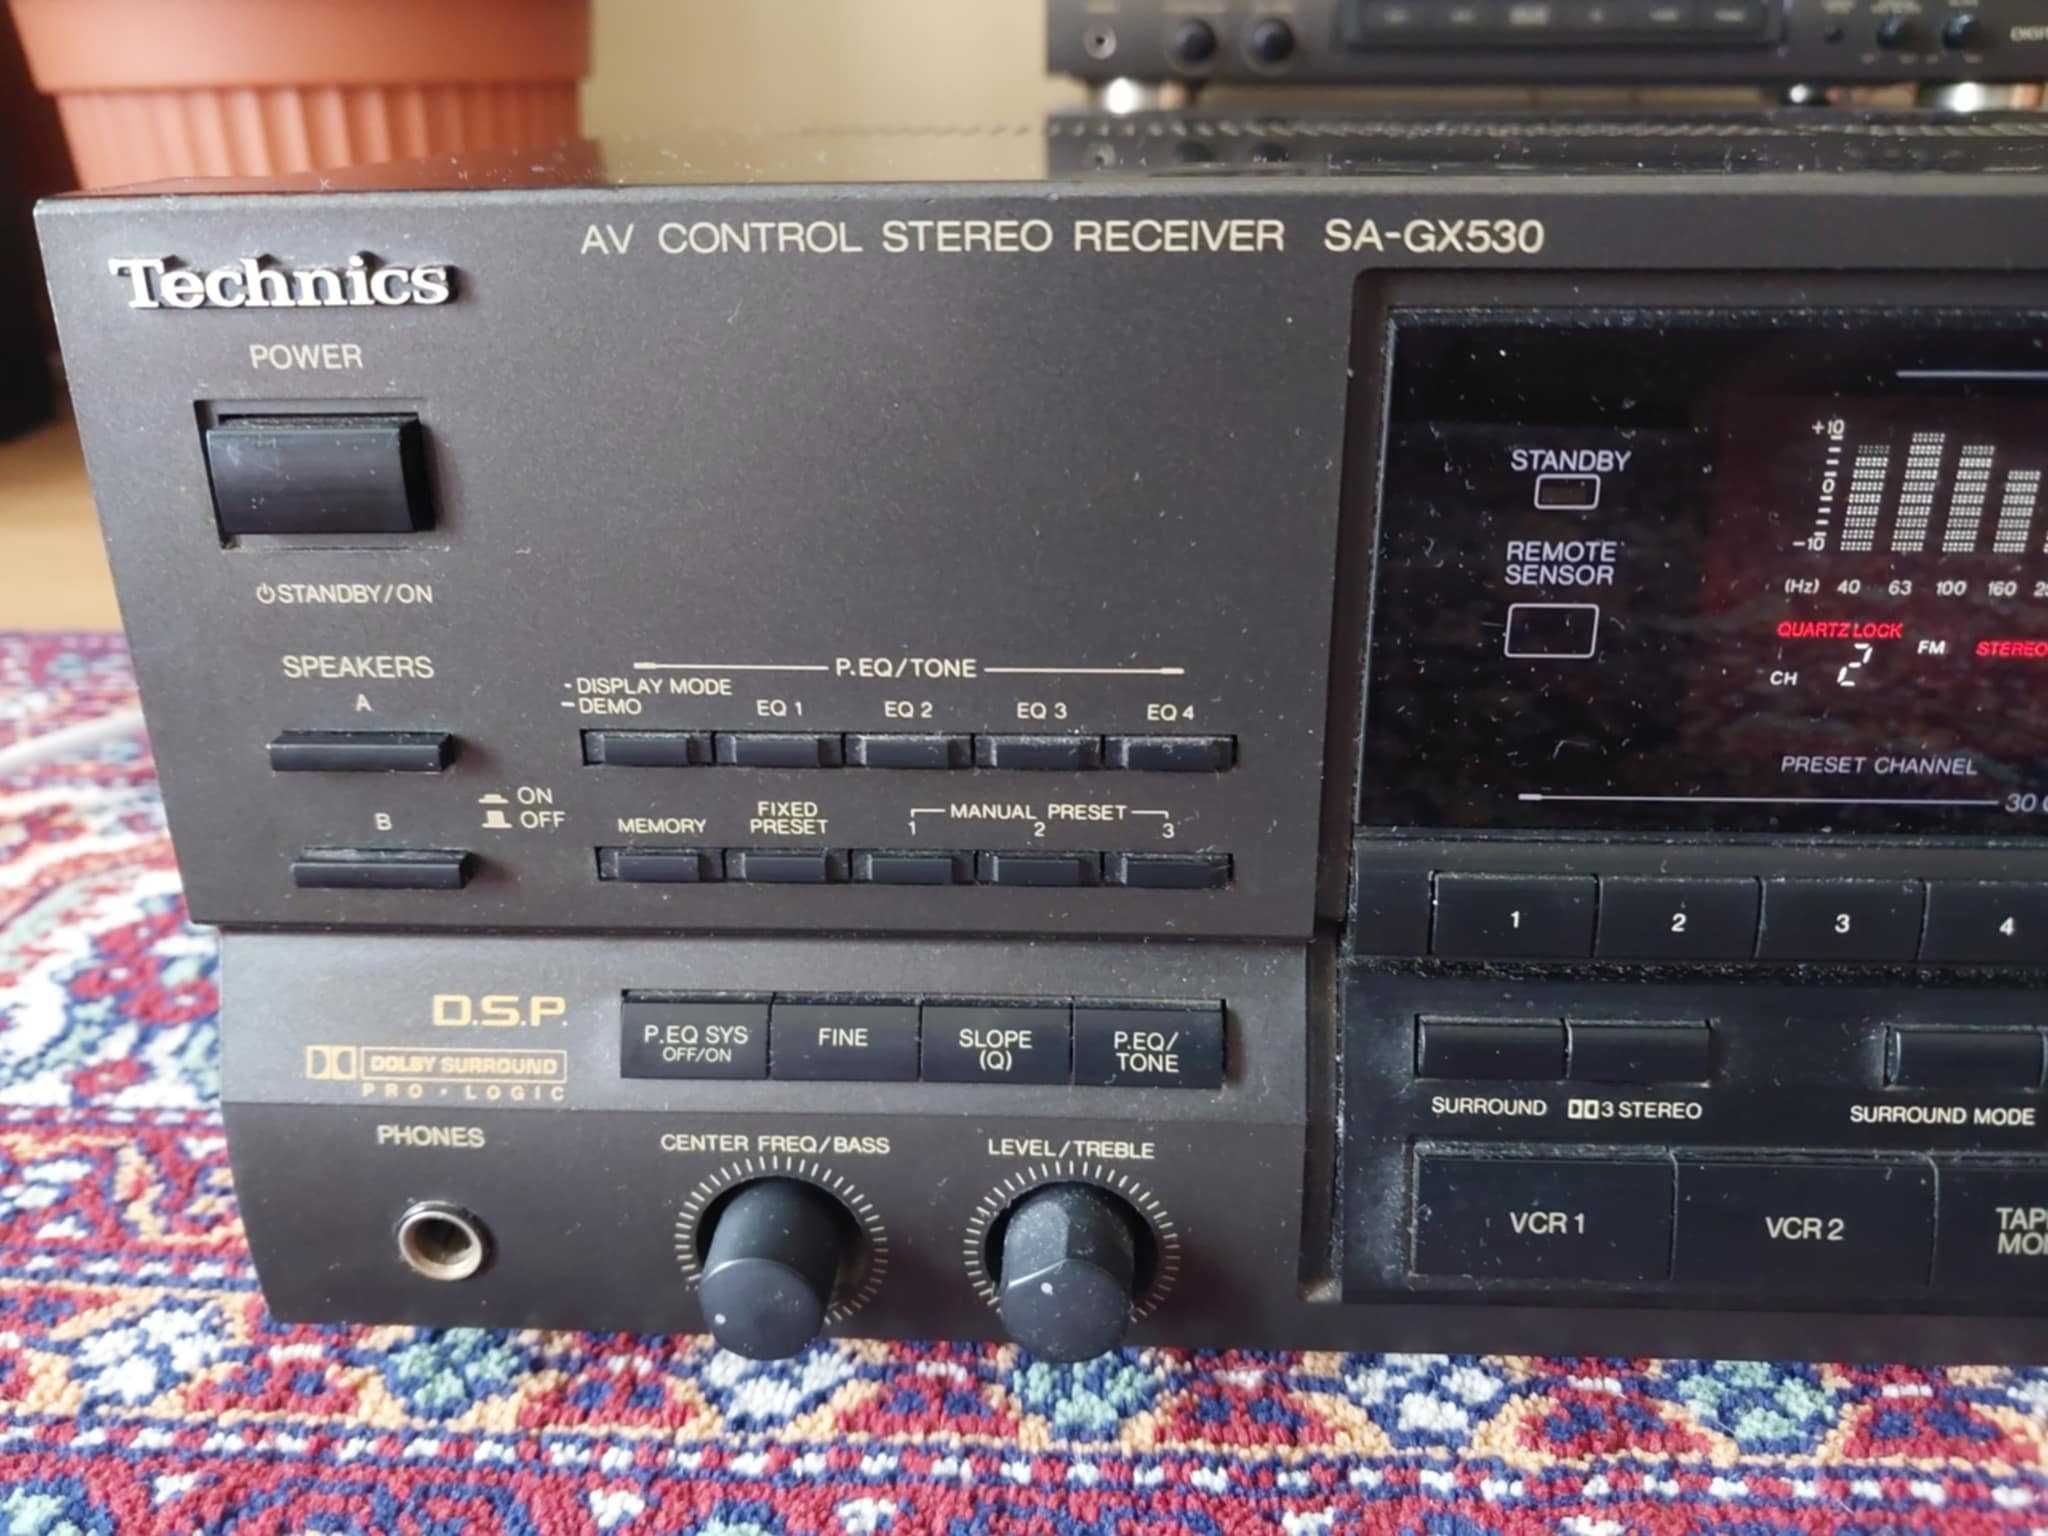 AV CONTROL STEREO RECEIVER SA-GX530
Technics
POWER
STANDBY/ON
SPEAKERS
A
B
ON
OFF
P.EQ/TONE
- DISPLAY MODE
– DEMO
EQ 1
EQ 2
EQ 3
EQ 4
MEMORY
FIXED
PRESET
MANUAL PRESET
1
2
3
STANDBY
REMOTE
SENSOR
+10
0
-10
(Hz) 40 63 100 160
QUARTZ LOCK
FM
STEREO
CH 2
PRESET CHANNEL
30
1
2
3
4
D.S.P.
DOLBY SURROUND
PRO · LOGIC
P.EQ SYS
OFF/ON
FINE
SLOPE
(Q)
P.EQ/
TONE
SURROUND
3 STEREO
SURROUND MODE
PHONES
CENTER FREQ/BASS
LEVEL/TREBLE
VCR 1
VCR 2